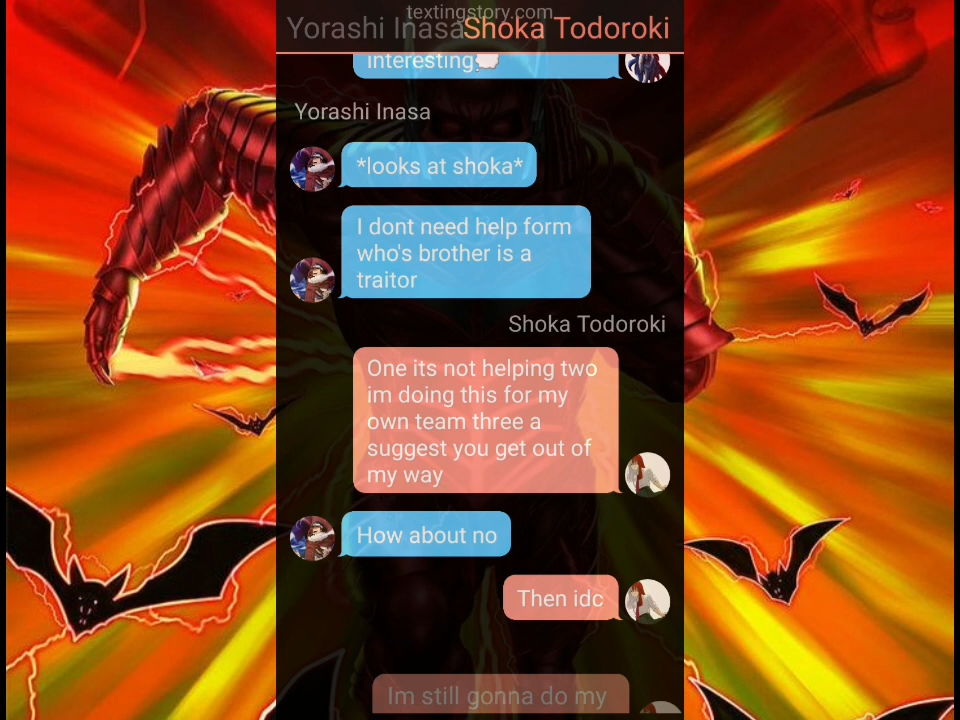 textingstory.com
Yorashi Inasa Shoka Todoroki
interesting
Yorashi Inasa
*looks at shoka*
I dont need help form
who's brother is a
traitor
Shoka Todoroki
One its not helping two
im doing this for my
own team three a
suggest you get out of
my way
How about no
Then idc
Im still gonna do my